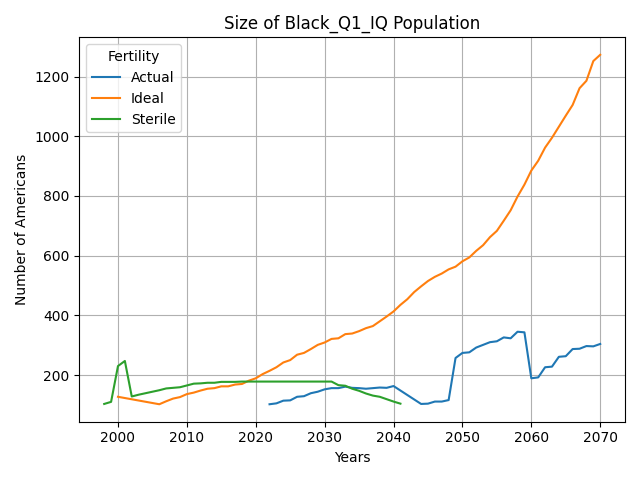 Size of Black_Q1_IQ Population
Fertility
Actual
Ideal
Sterile
Number of Americans
1200
1000
800
600
400
200
2000 2010 2020 2030 2040 2050 2060 2070
Years